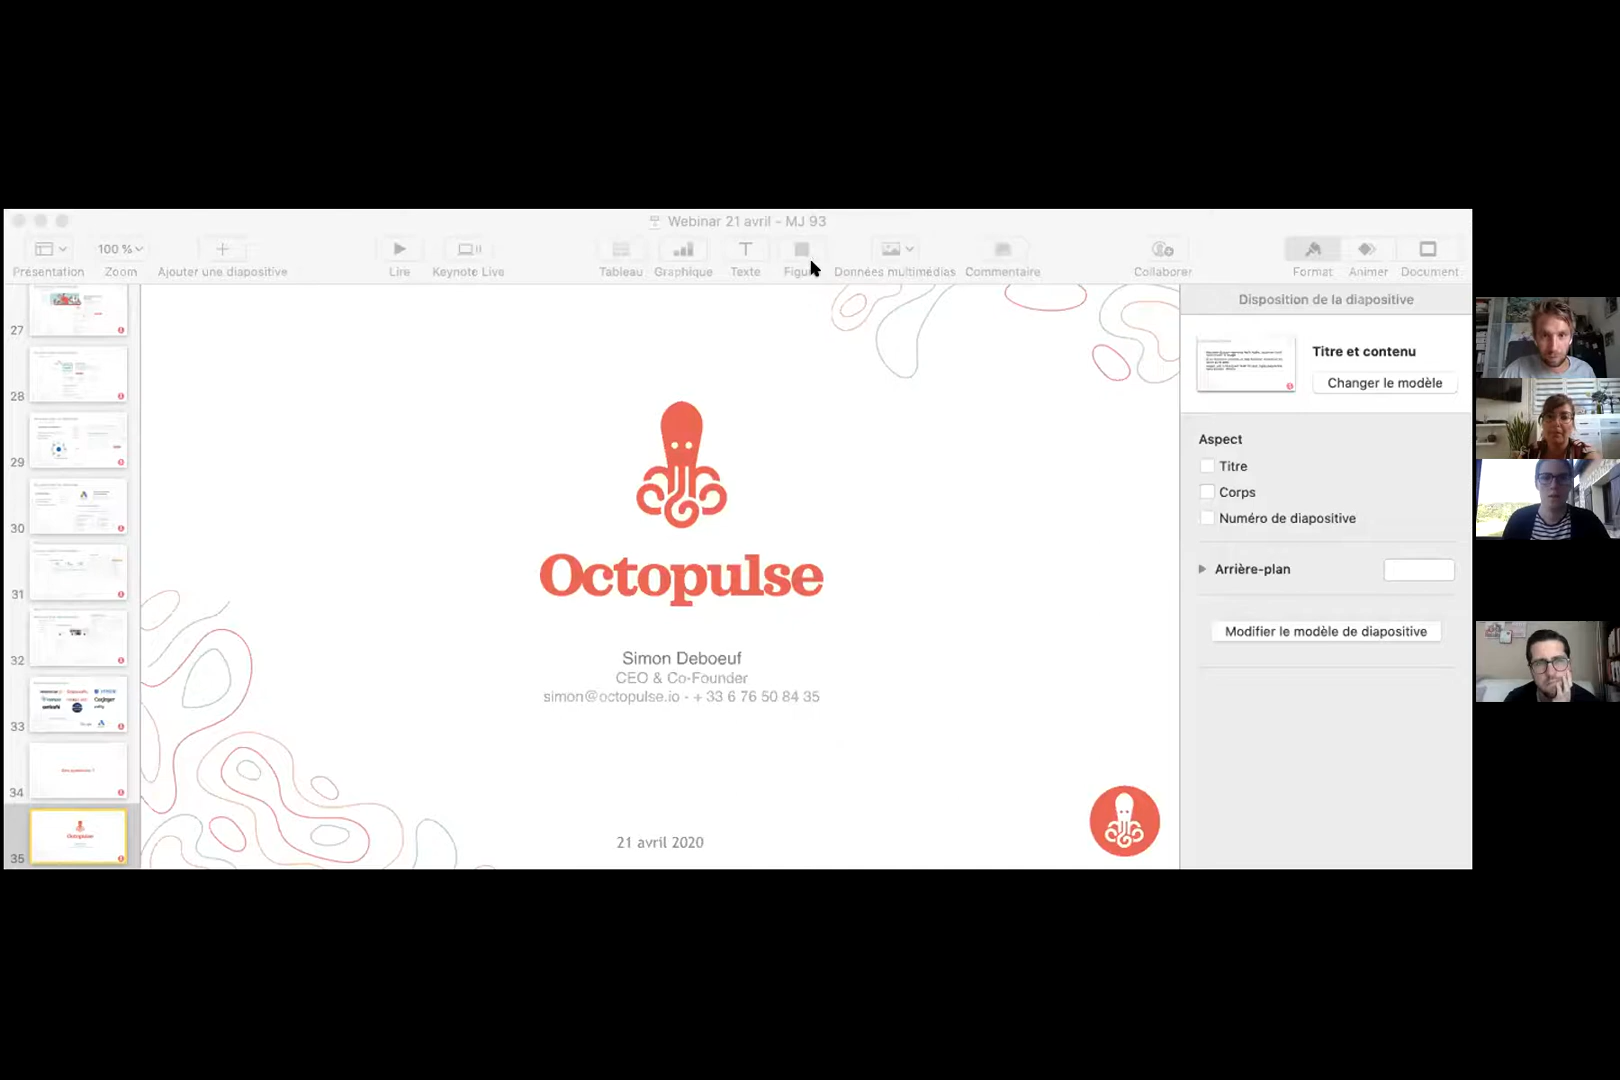 Webinar 21 avril - MJ 93
100 %
Présentation Zoom Ajouter une diapositive Lire Keynote Live Tableau Graphique Texte Données multimédias Commentaire Collaborer Format Animer Document
Disposition de la diapositive
Titre et contenu
Changer le modèle
Aspect
Titre
Corps
Numéro de diapositive
Arrière-plan
Modifier le modèle de diapositive
27
28
29
30
31
32
33
34
35
Octopulse
Octopulse
Simon Deboeuf
CEO & Co-Founder
simon@octopulse.io - + 33 6 76 50 84 35
21 avril 2020